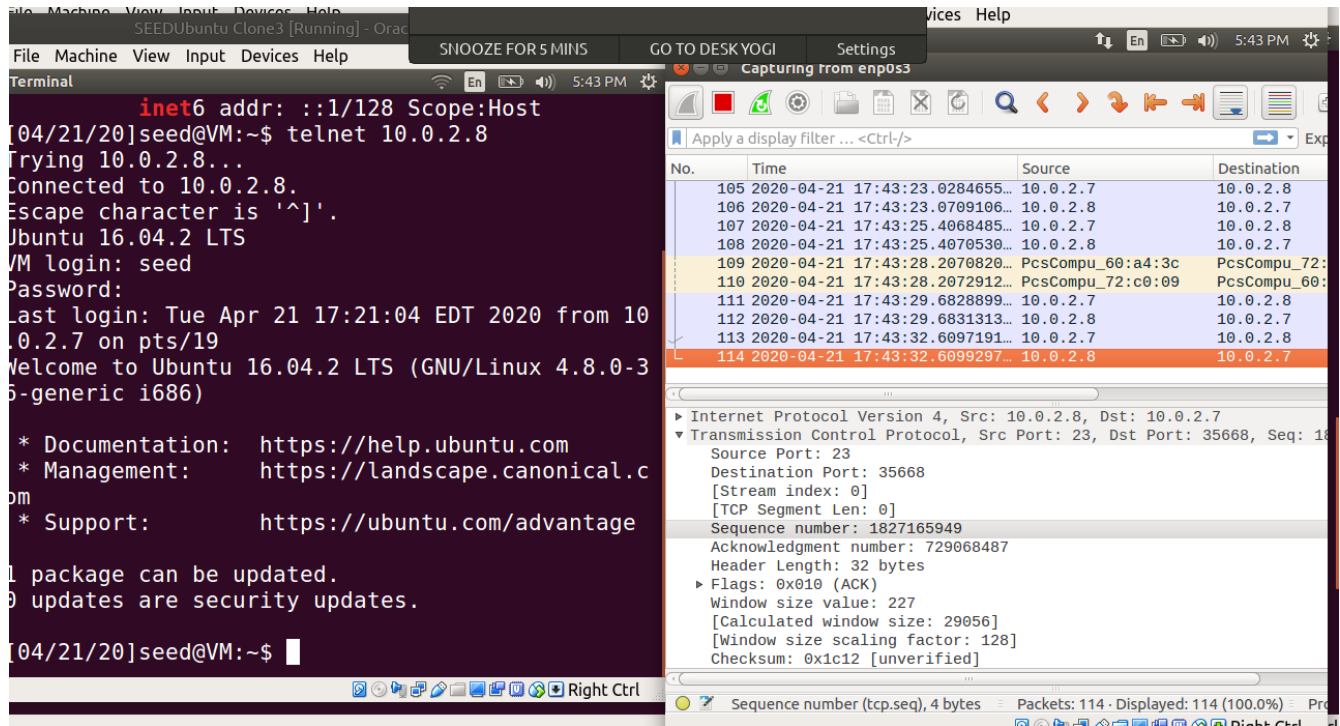 File Machine View Input Devices Help
vices Help
SEEDUbuntu Clone3 [Running] - Orac
SNOOZE FOR 5 MINS GO TO DESK YOGI Settings
En 5:43 PM
File Machine View Input Devices Help
Terminal En 5:43 PM
inet6 addr: ::1/128 Scope:Host
[04/21/20]seed@VM:~$ telnet 10.0.2.8
Trying 10.0.2.8...
Connected to 10.0.2.8.
Escape character is '^]'.
Ubuntu 16.04.2 LTS
VM login: seed
Password:
Last login: Tue Apr 21 17:21:04 EDT 2020 from 10
.0.2.7 on pts/19
Welcome to Ubuntu 16.04.2 LTS (GNU/Linux 4.8.0-3
6-generic i686)
* Documentation: https://help.ubuntu.com
* Management: https://landscape.canonical.c
om
* Support: https://ubuntu.com/advantage
1 package can be updated.
0 updates are security updates.
[04/21/20]seed@VM:~$
Right Ctrl
Capturing from enp0s3
Apply a display filter ... <Ctrl-/> Exp
No. Time Source Destination
105 2020-04-21 17:43:23.0284655… 10.0.2.7 10.0.2.8
106 2020-04-21 17:43:23.0709106… 10.0.2.8 10.0.2.7
107 2020-04-21 17:43:25.4068485… 10.0.2.7 10.0.2.8
108 2020-04-21 17:43:25.4070530… 10.0.2.8 10.0.2.7
109 2020-04-21 17:43:28.2070820… PcsCompu_60:a4:3c PcsCompu_72:
110 2020-04-21 17:43:28.2072912… PcsCompu_72:c0:09 PcsCompu_60:
111 2020-04-21 17:43:29.6828899… 10.0.2.7 10.0.2.8
112 2020-04-21 17:43:29.6831313… 10.0.2.8 10.0.2.7
113 2020-04-21 17:43:32.6097191… 10.0.2.7 10.0.2.8
114 2020-04-21 17:43:32.6099297… 10.0.2.8 10.0.2.7
Internet Protocol Version 4, Src: 10.0.2.8, Dst: 10.0.2.7
Transmission Control Protocol, Src Port: 23, Dst Port: 35668, Seq: 18
Source Port: 23
Destination Port: 35668
[Stream index: 0]
[TCP Segment Len: 0]
Sequence number: 1827165949
Acknowledgment number: 729068487
Header Length: 32 bytes
Flags: 0x010 (ACK)
Window size value: 227
[Calculated window size: 29056]
[Window size scaling factor: 128]
Checksum: 0x1c12 [unverified]
Sequence number (tcp.seq), 4 bytes Packets: 114 · Displayed: 114 (100.0%) Pro
Right Ctrl